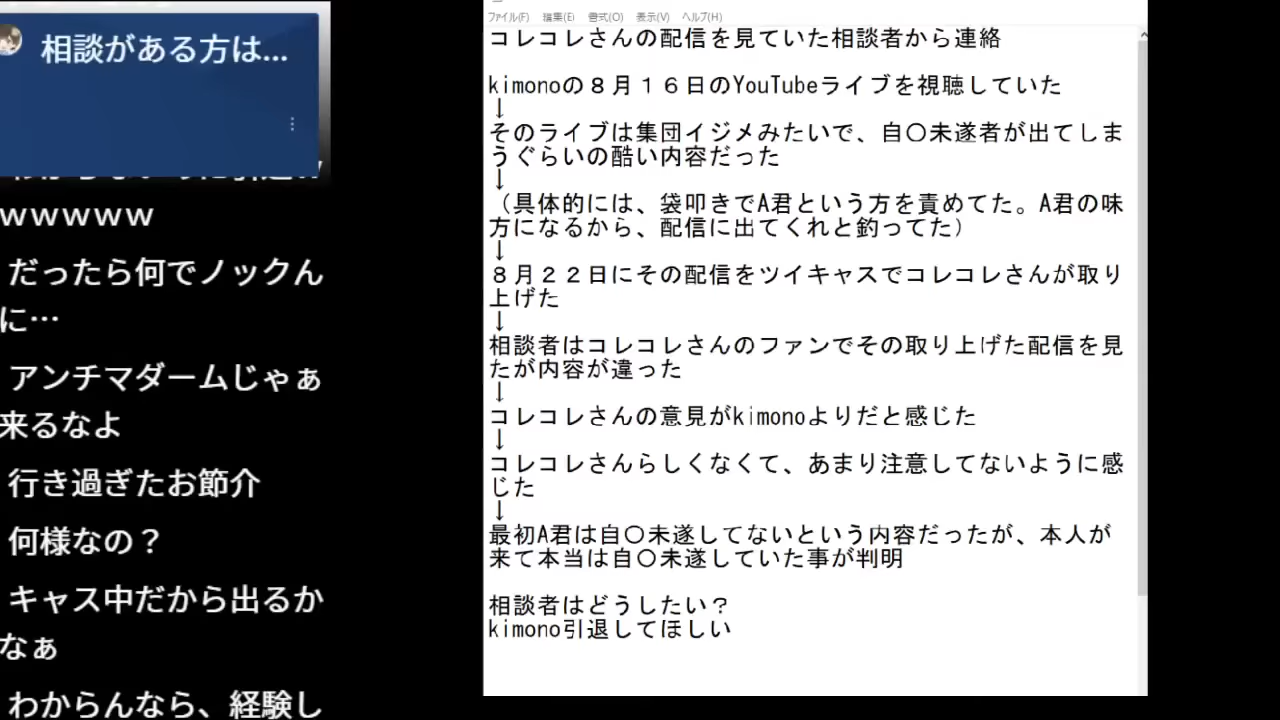 相談がある方は...
wwwww
だったら何でノックん
に…
アンチマダームじゃぁ
来るなよ
行き過ぎたお節介
何様なの？
キャス中だから出るか
なぁ
わからんなら、経験し
ファイル(F) 編集(E) 書式(O) 表示(V) ヘルプ(H)
コレコレさんの配信を見ていた相談者から連絡
kimonoの８月１６日のYouTubeライブを視聴していた
↓
そのライブは集団イジメみたいで、自〇未遂者が出てしま
うぐらいの酷い内容だった
↓
（具体的には、袋叩きでA君という方を責めてた。A君の味
方になるから、配信に出てくれと釣ってた）
↓
８月２２日にその配信をツイキャスでコレコレさんが取り
上げた
↓
相談者はコレコレさんのファンでその取り上げた配信を見
たが内容が違った
↓
コレコレさんの意見がkimonoよりだと感じた
↓
コレコレさんらしくなくて、あまり注意してないように感
じた
↓
最初A君は自〇未遂してないという内容だったが、本人が
来て本当は自〇未遂していた事が判明
相談者はどうしたい？
kimono引退してほしい